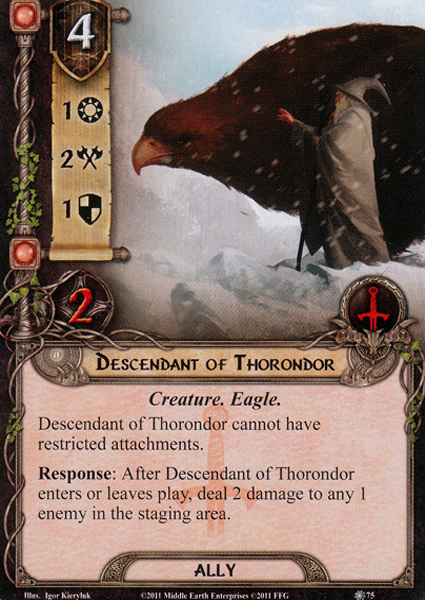 4
1
2
1
2
Descendant of Thorondor
Creature. Eagle.
Descendant of Thorondor cannot have
restricted attachments.
Response: After Descendant of Thorondor
enters or leaves play, deal 2 damage to any 1
enemy in the staging area.
ALLY
Illus. Igor Kieryluk ©2011 Middle Earth Enterprises ©2011 FFG 75